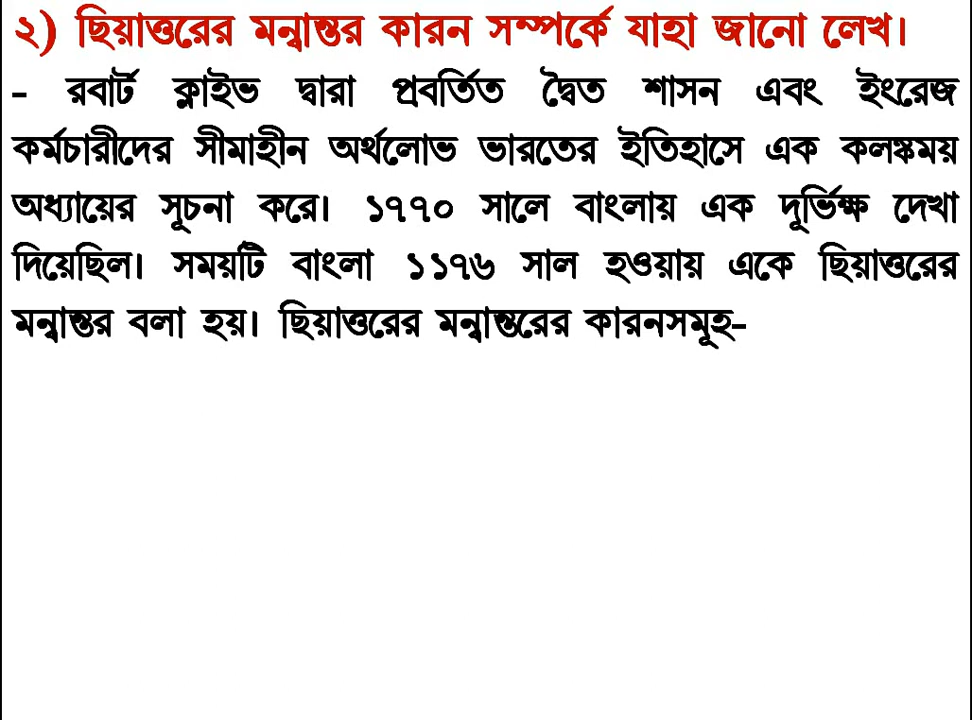 ২) ছিয়াত্তরের মন্বান্তর কারন সম্পর্কে যাহা জানো লেখ।
- রবার্ট ক্লাইভ দ্বারা প্রবর্তিত দ্বৈত শাসন এবং ইংরেজ
কর্মচারীদের সীমাহীন অর্থলোভ ভারতের ইতিহাসে এক কলঙ্কময়
অধ্যায়ের সূচনা করে। ১৭৭০ সালে বাংলায় এক দূর্ভিক্ষ দেখা
দিয়েছিল। সময়টি বাংলা ১১৭৬ সাল হওয়ায় একে ছিয়াত্তরের
মন্বান্তর বলা হয়। ছিয়াত্তরের মন্বান্তরের কারনসমূহ-